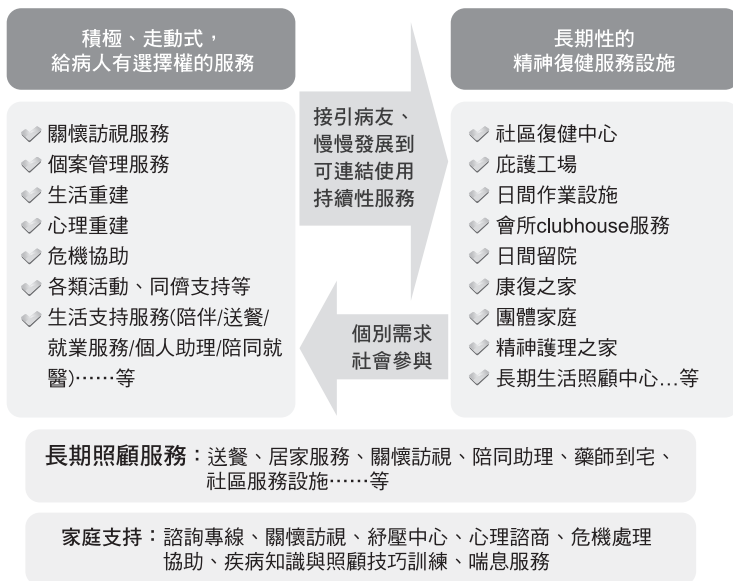 積極、走動式，
給病人有選擇權的服務
關懷訪視服務
個案管理服務
生活重建
心理重建
危機協助
各類活動、同儕支持等
生活支持服務(陪伴/送餐/
就業服務/個人助理/陪同就
醫)……等
接引病友、
慢慢發展到
可連結使用
持續性服務
個別需求
社會參與
長期性的
精神復健服務設施
社區復健中心
庇護工場
日間作業設施
會所clubhouse服務
日間留院
康復之家
團體家庭
精神護理之家
長期生活照顧中心…等
長期照顧服務：送餐、居家服務、關懷訪視、陪同助理、藥師到宅、
社區服務設施……等
家庭支持：諮詢專線、關懷訪視、紓壓中心、心理諮商、危機處理
協助、疾病知識與照顧技巧訓練、喘息服務